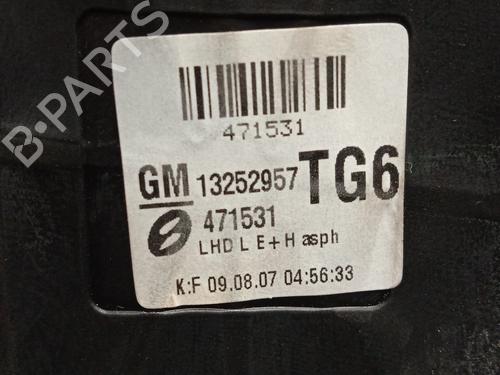 B-PARTS
471531
GM 13252957 TG6
471531
LHD L E+H asph
K:F 09.08.07 04:56:33